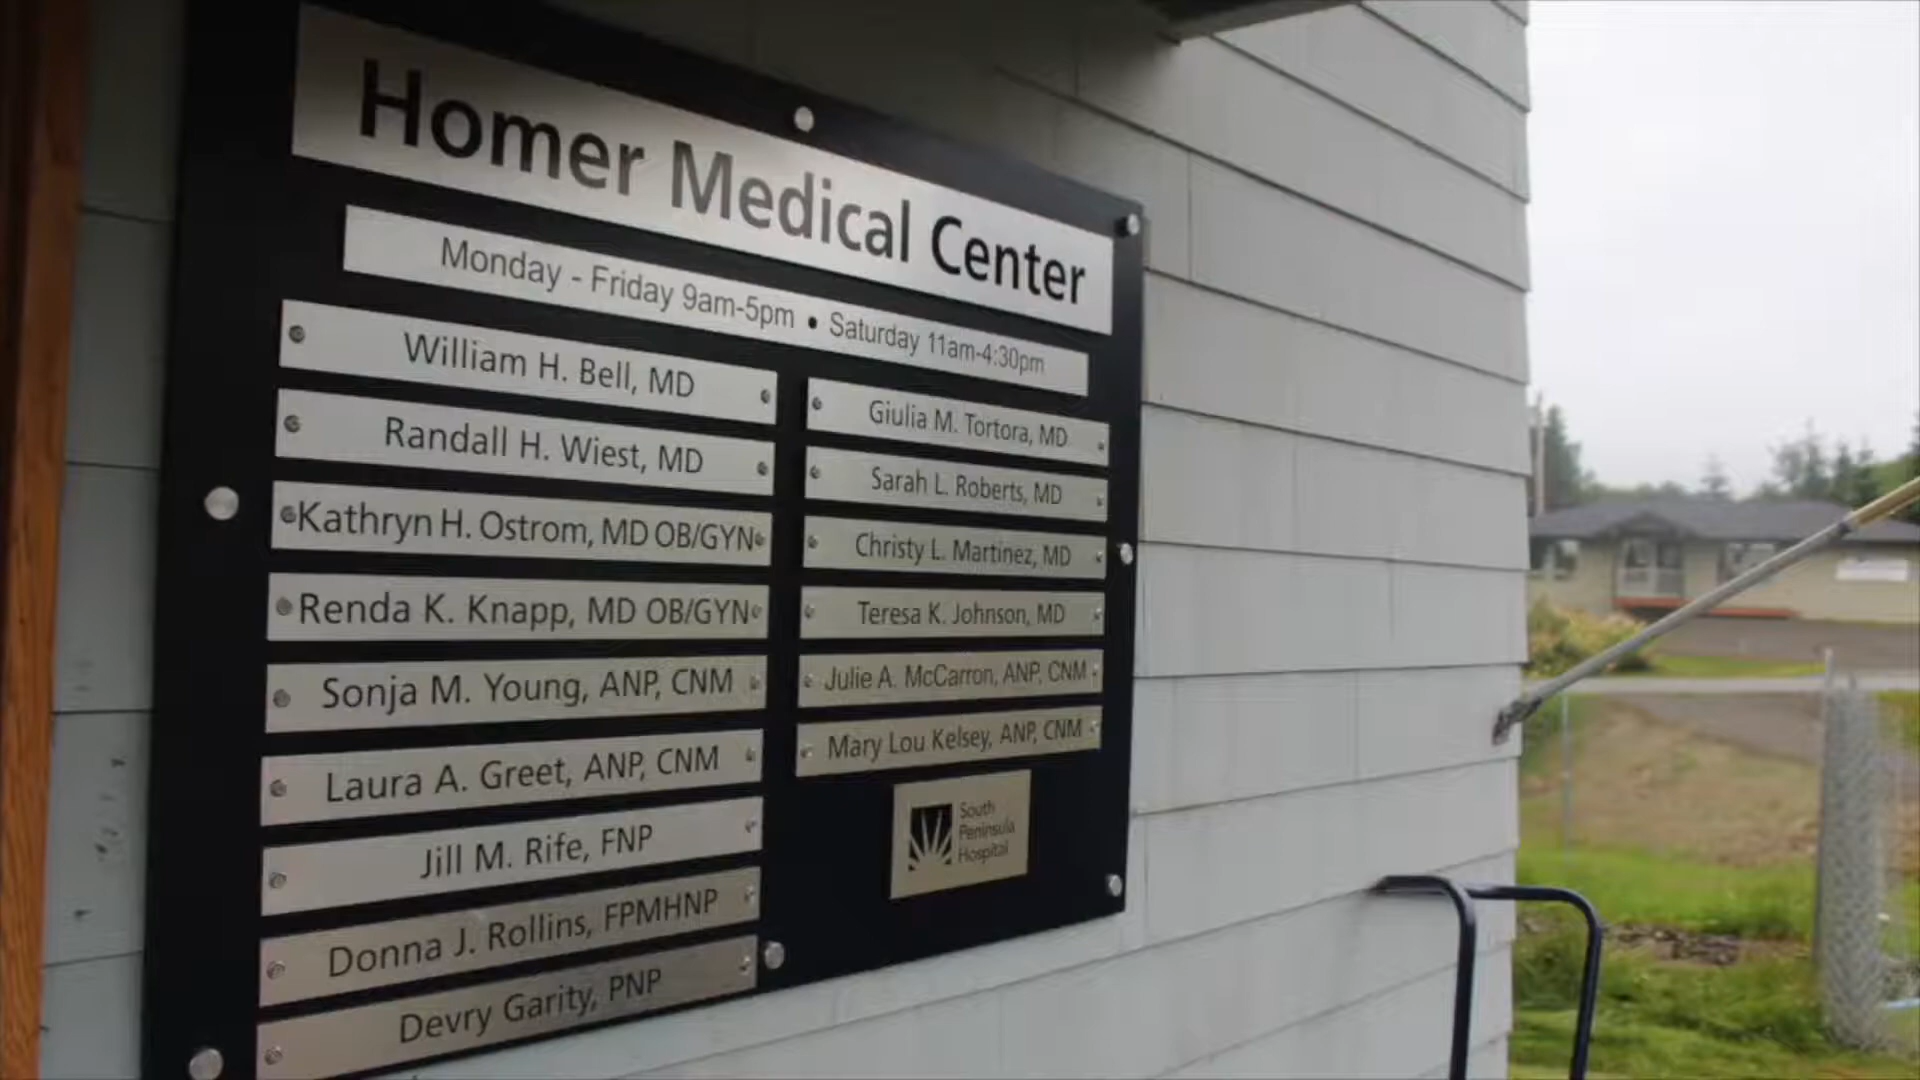 Homer Medical Center
Monday - Friday 9am-5pm • Saturday 11am-4:30pm
William H. Bell, MD
Randall H. Wiest, MD
Kathryn H. Ostrom, MD OB/GYN
Renda K. Knapp, MD OB/GYN
Sonja M. Young, ANP, CNM
Laura A. Greet, ANP, CNM
Jill M. Rife, FNP
Donna J. Rollins, FPMHNP
Devry Garity, PNP
Giulia M. Tortora, MD
Sarah L. Roberts, MD
Christy L. Martinez, MD
Teresa K. Johnson, MD
Julie A. McCarron, ANP, CNM
Mary Lou Kelsey, ANP, CNM
South
Peninsula
Hospital